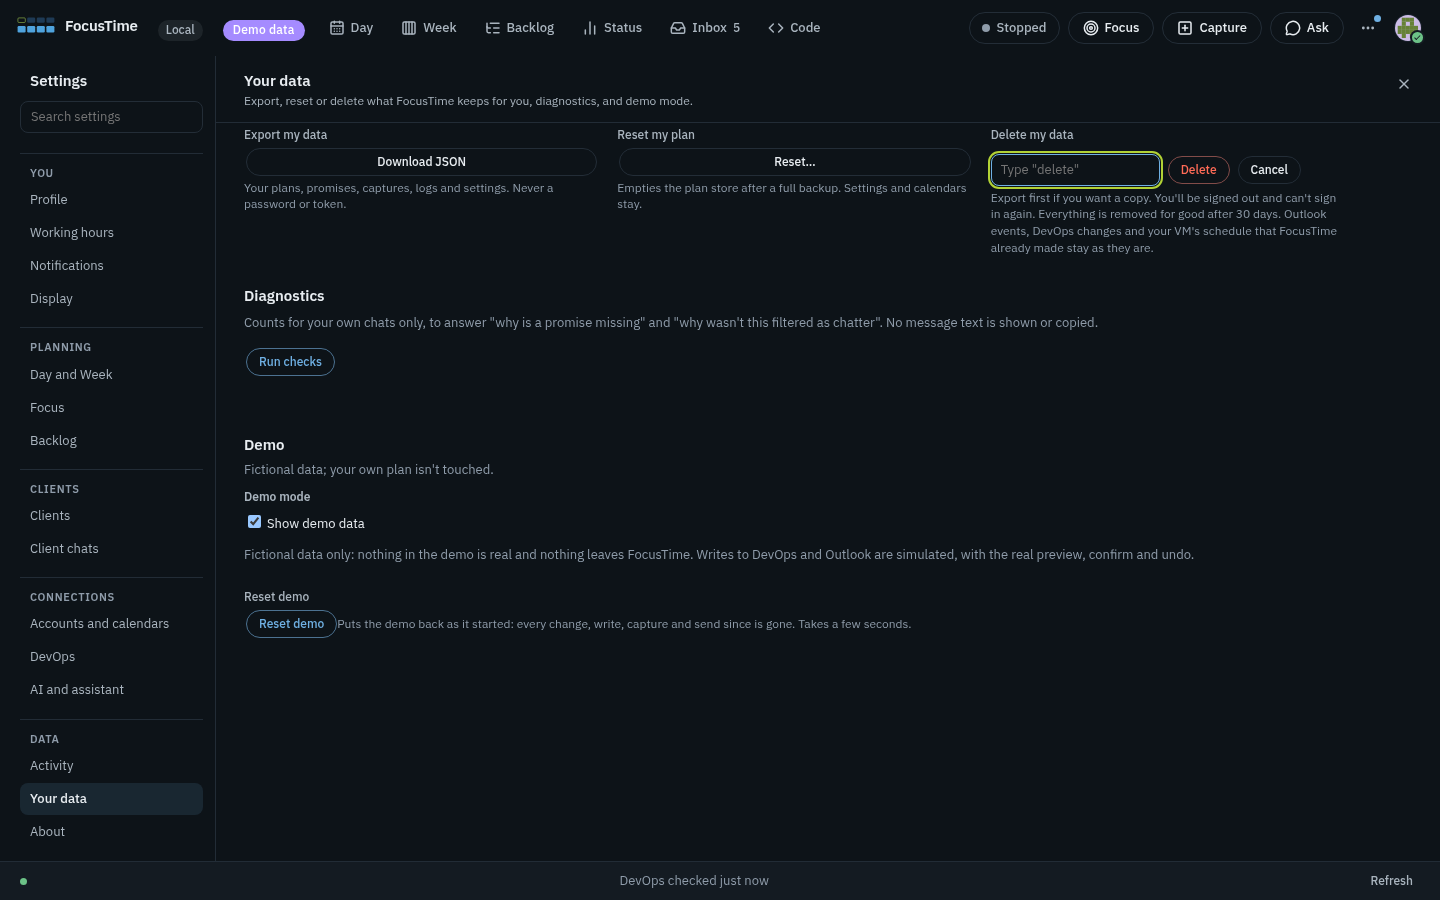 FocusTime
Local
Demo data
Day
Week
Backlog
Status
Inbox 5
Code
Stopped
Focus
Capture
Ask
Settings
Search settings
YOU
Profile
Working hours
Notifications
Display
PLANNING
Day and Week
Focus
Backlog
CLIENTS
Clients
Client chats
CONNECTIONS
Accounts and calendars
DevOps
AI and assistant
DATA
Activity
Your data
About
Your data
Export, reset or delete what FocusTime keeps for you, diagnostics, and demo mode.
Export my data
Download JSON
Your plans, promises, captures, logs and settings. Never a
password or token.
Reset my plan
Reset...
Empties the plan store after a full backup. Settings and calendars
stay.
Delete my data
Type "delete"
Delete
Cancel
Export first if you want a copy. You'll be signed out and can't sign
in again. Everything is removed for good after 30 days. Outlook
events, DevOps changes and your VM's schedule that FocusTime
already made stay as they are.
Diagnostics
Counts for your own chats only, to answer "why is a promise missing" and "why wasn't this filtered as chatter". No message text is shown or copied.
Run checks
Demo
Fictional data; your own plan isn't touched.
Demo mode
Show demo data
Fictional data only: nothing in the demo is real and nothing leaves FocusTime. Writes to DevOps and Outlook are simulated, with the real preview, confirm and undo.
Reset demo
Reset demo
Puts the demo back as it started: every change, write, capture and send since is gone. Takes a few seconds.
DevOps checked just now
Refresh